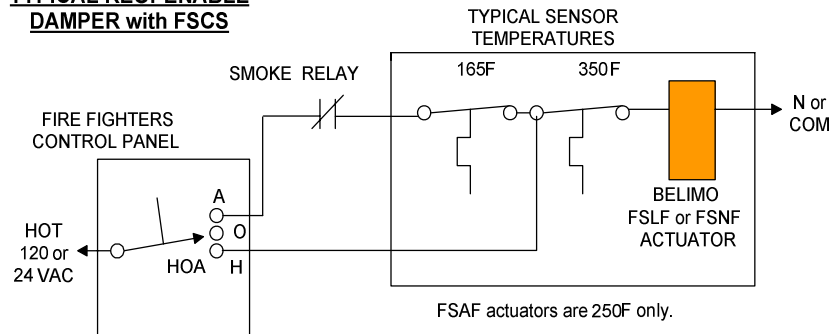 DAMPER with FSCS
TYPICAL SENSOR
TEMPERATURES
SMOKE RELAY
165F
350F
FIRE FIGHTERS
CONTROL PANEL
N or
COM
A
O
H
HOA
HOT
120 or
24 VAC
BELIMO
FSLF or FSNF
ACTUATOR
FSAF actuators are 250F only.